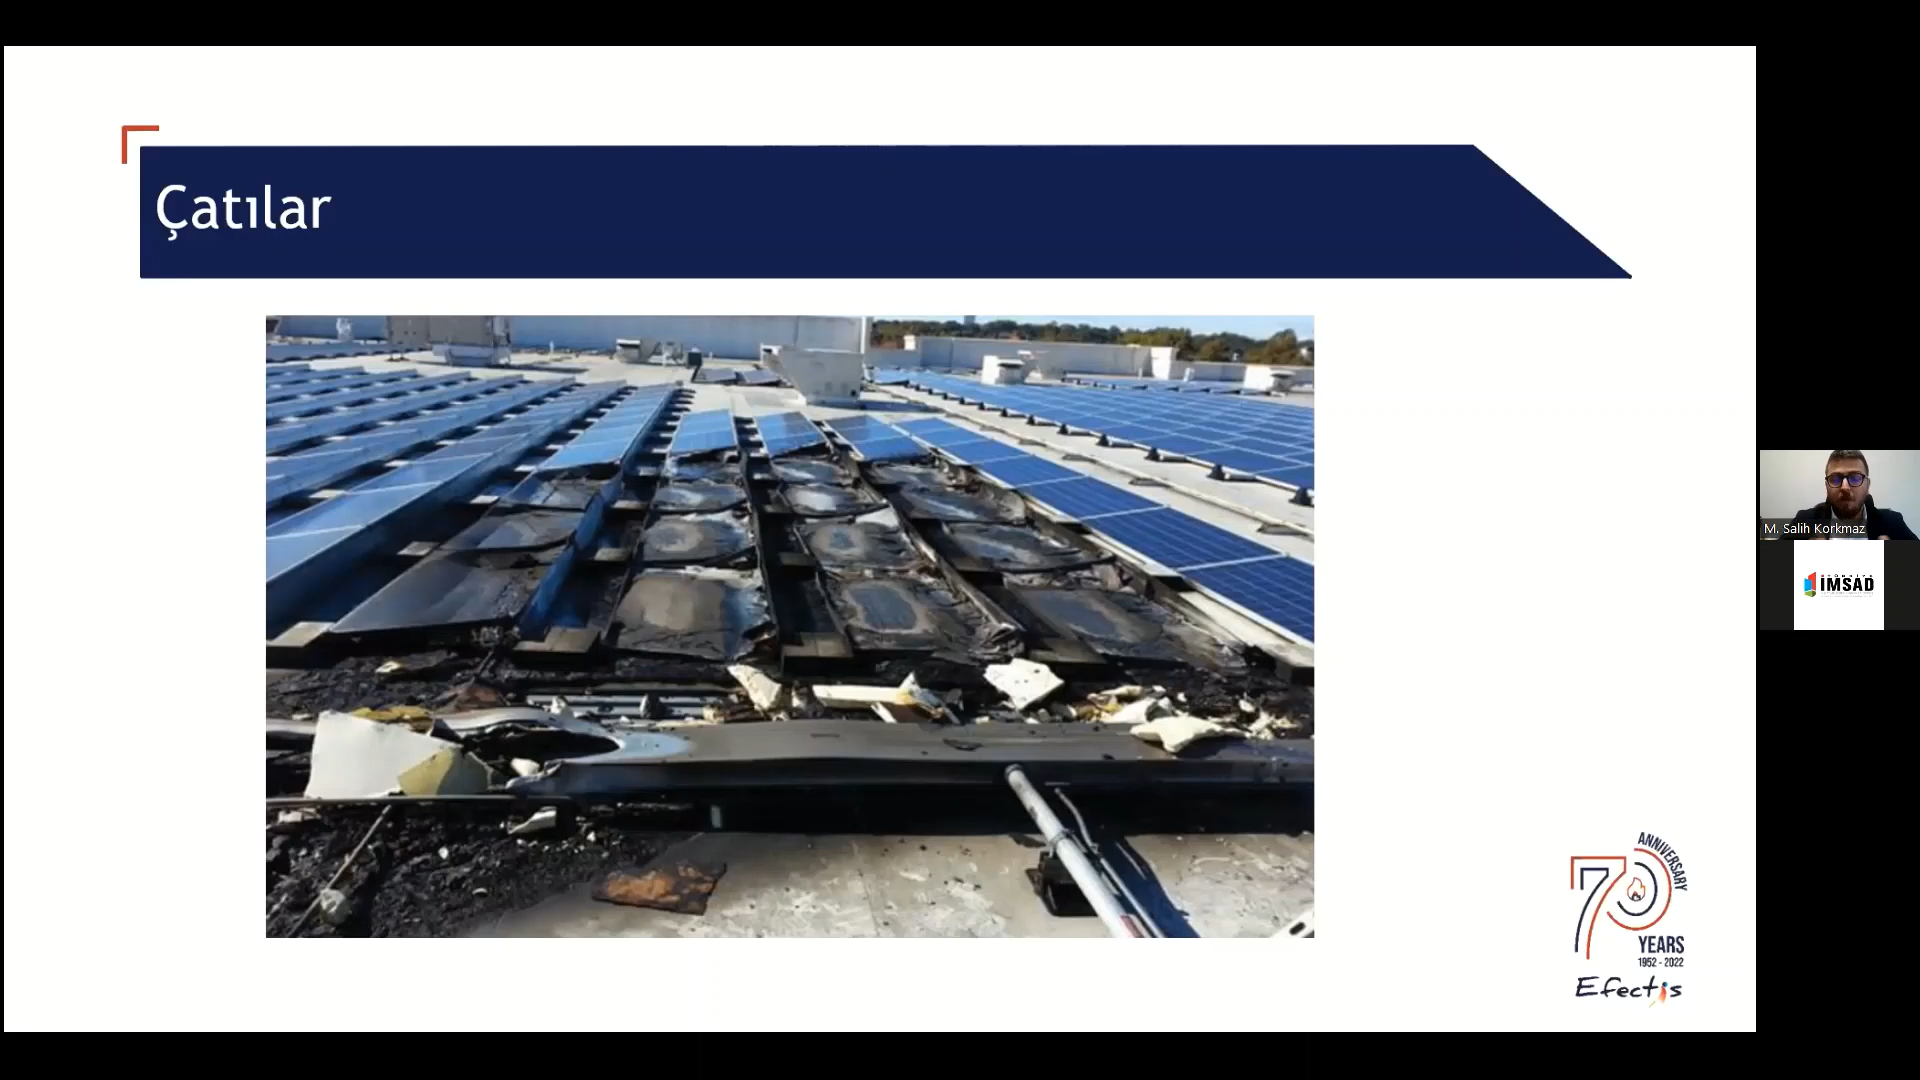 Çatılar
M. Salih Korkmaz
İMSAD
70
ANNIVERSARY
YEARS
1952 - 2022
Efectis